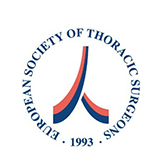 EUROPEAN SOCIETY OF THORACIC SURGEONS
· 1993 ·